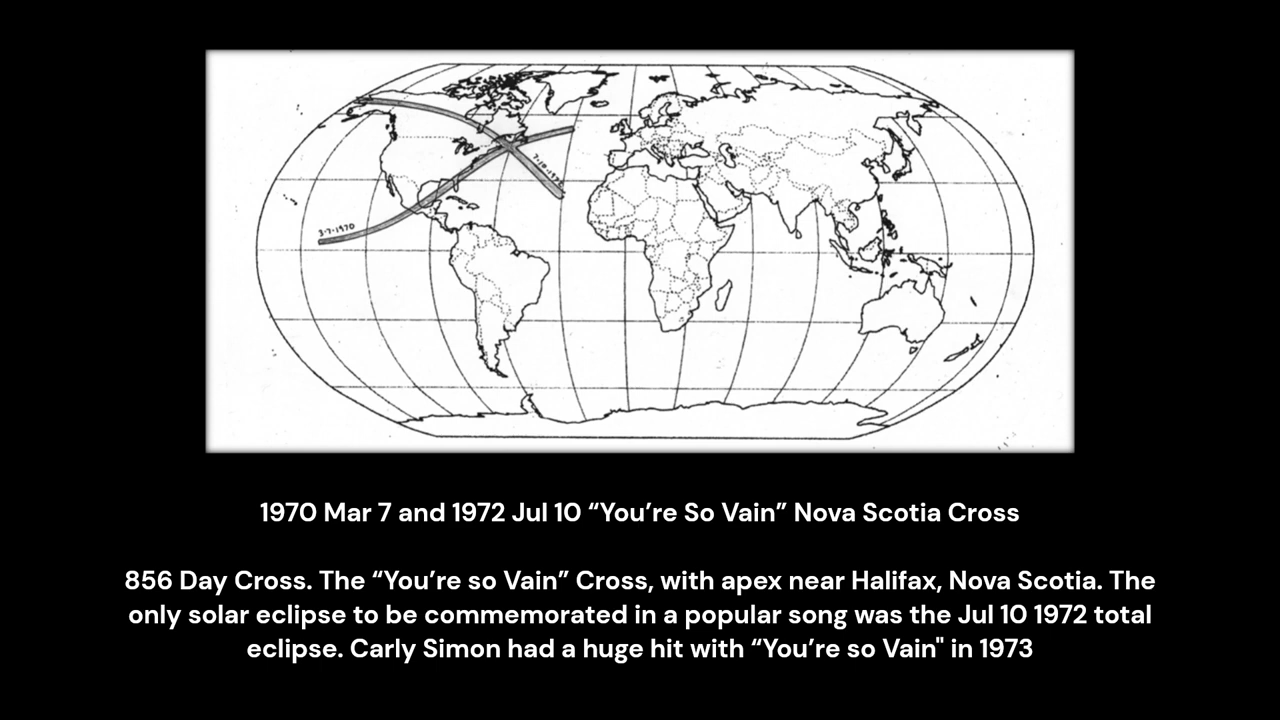 3-7-1970
7-10-1972
1970 Mar 7 and 1972 Jul 10 “You’re So Vain” Nova Scotia Cross
856 Day Cross. The “You’re so Vain” Cross, with apex near Halifax, Nova Scotia. The
only solar eclipse to be commemorated in a popular song was the Jul 10 1972 total
eclipse. Carly Simon had a huge hit with “You’re so Vain" in 1973